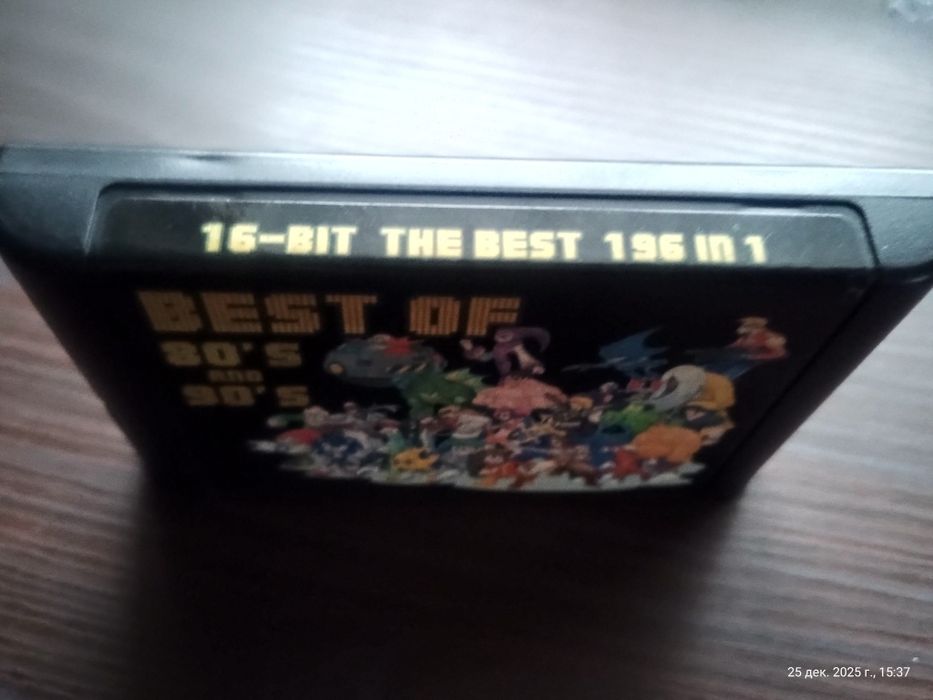 16-BIT THE BEST 196 IN 1
BEST OF
80'S
AND
90'S
25 дек. 2025 г., 15:37